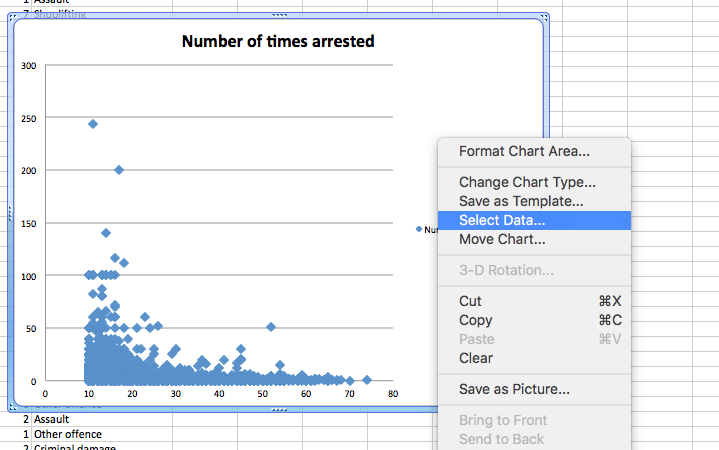 1 Assault
7 Shoplifting
Number of times arrested
300
250
200
150
100
50
0
0 10 20 30 40 50 60 70 80
Format Chart Area...
Change Chart Type...
Save as Template...
Select Data...
Move Chart...
3-D Rotation...
Cut ⌘X
Copy ⌘C
Paste ⌘V
Clear
Save as Picture...
Bring to Front
Send to Back
2 Assault
1 Other offence
2 Criminal damage